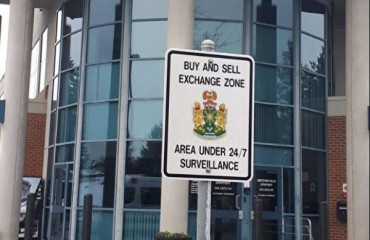 BUY AND SELL
EXCHANGE ZONE
AREA UNDER 24/7
SURVEILLANCE